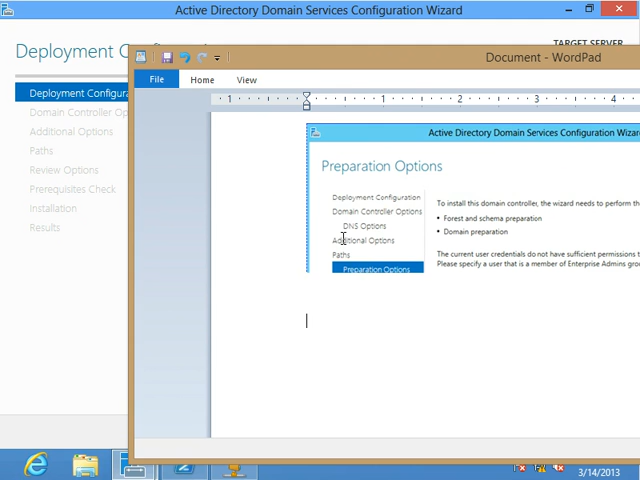 Active Directory Domain Services Configuration Wizard
Deployment C
TARGET SERVER
Document - WordPad
File Home View
Deployment Configura
Domain Controller Op
Additional Options
Paths
Review Options
Prerequisites Check
Installation
Results
1 1 2 3 4
Active Directory Domain Services Configuration Wizar
Preparation Options
Deployment Configuration
Domain Controller Options
DNS Options
Additional Options
Paths
Preparation Options
To install this domain controller, the wizard needs to perform th
• Forest and schema preparation
• Domain preparation
The current user credentials do not have sufficient permissions t
Please specify a user that is a member of Enterprise Admins gro
3/14/2013